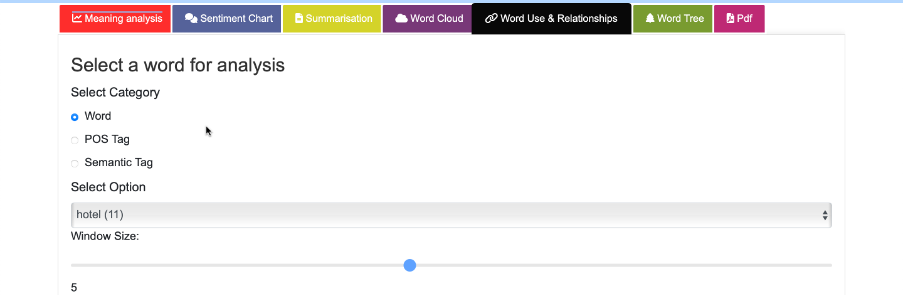 Meaning analysis Sentiment Chart Summarisation Word Cloud Word Use & Relationships Word Tree Pdf
Select a word for analysis
Select Category
Word
POS Tag
Semantic Tag
Select Option
hotel (11)
Window Size:
5